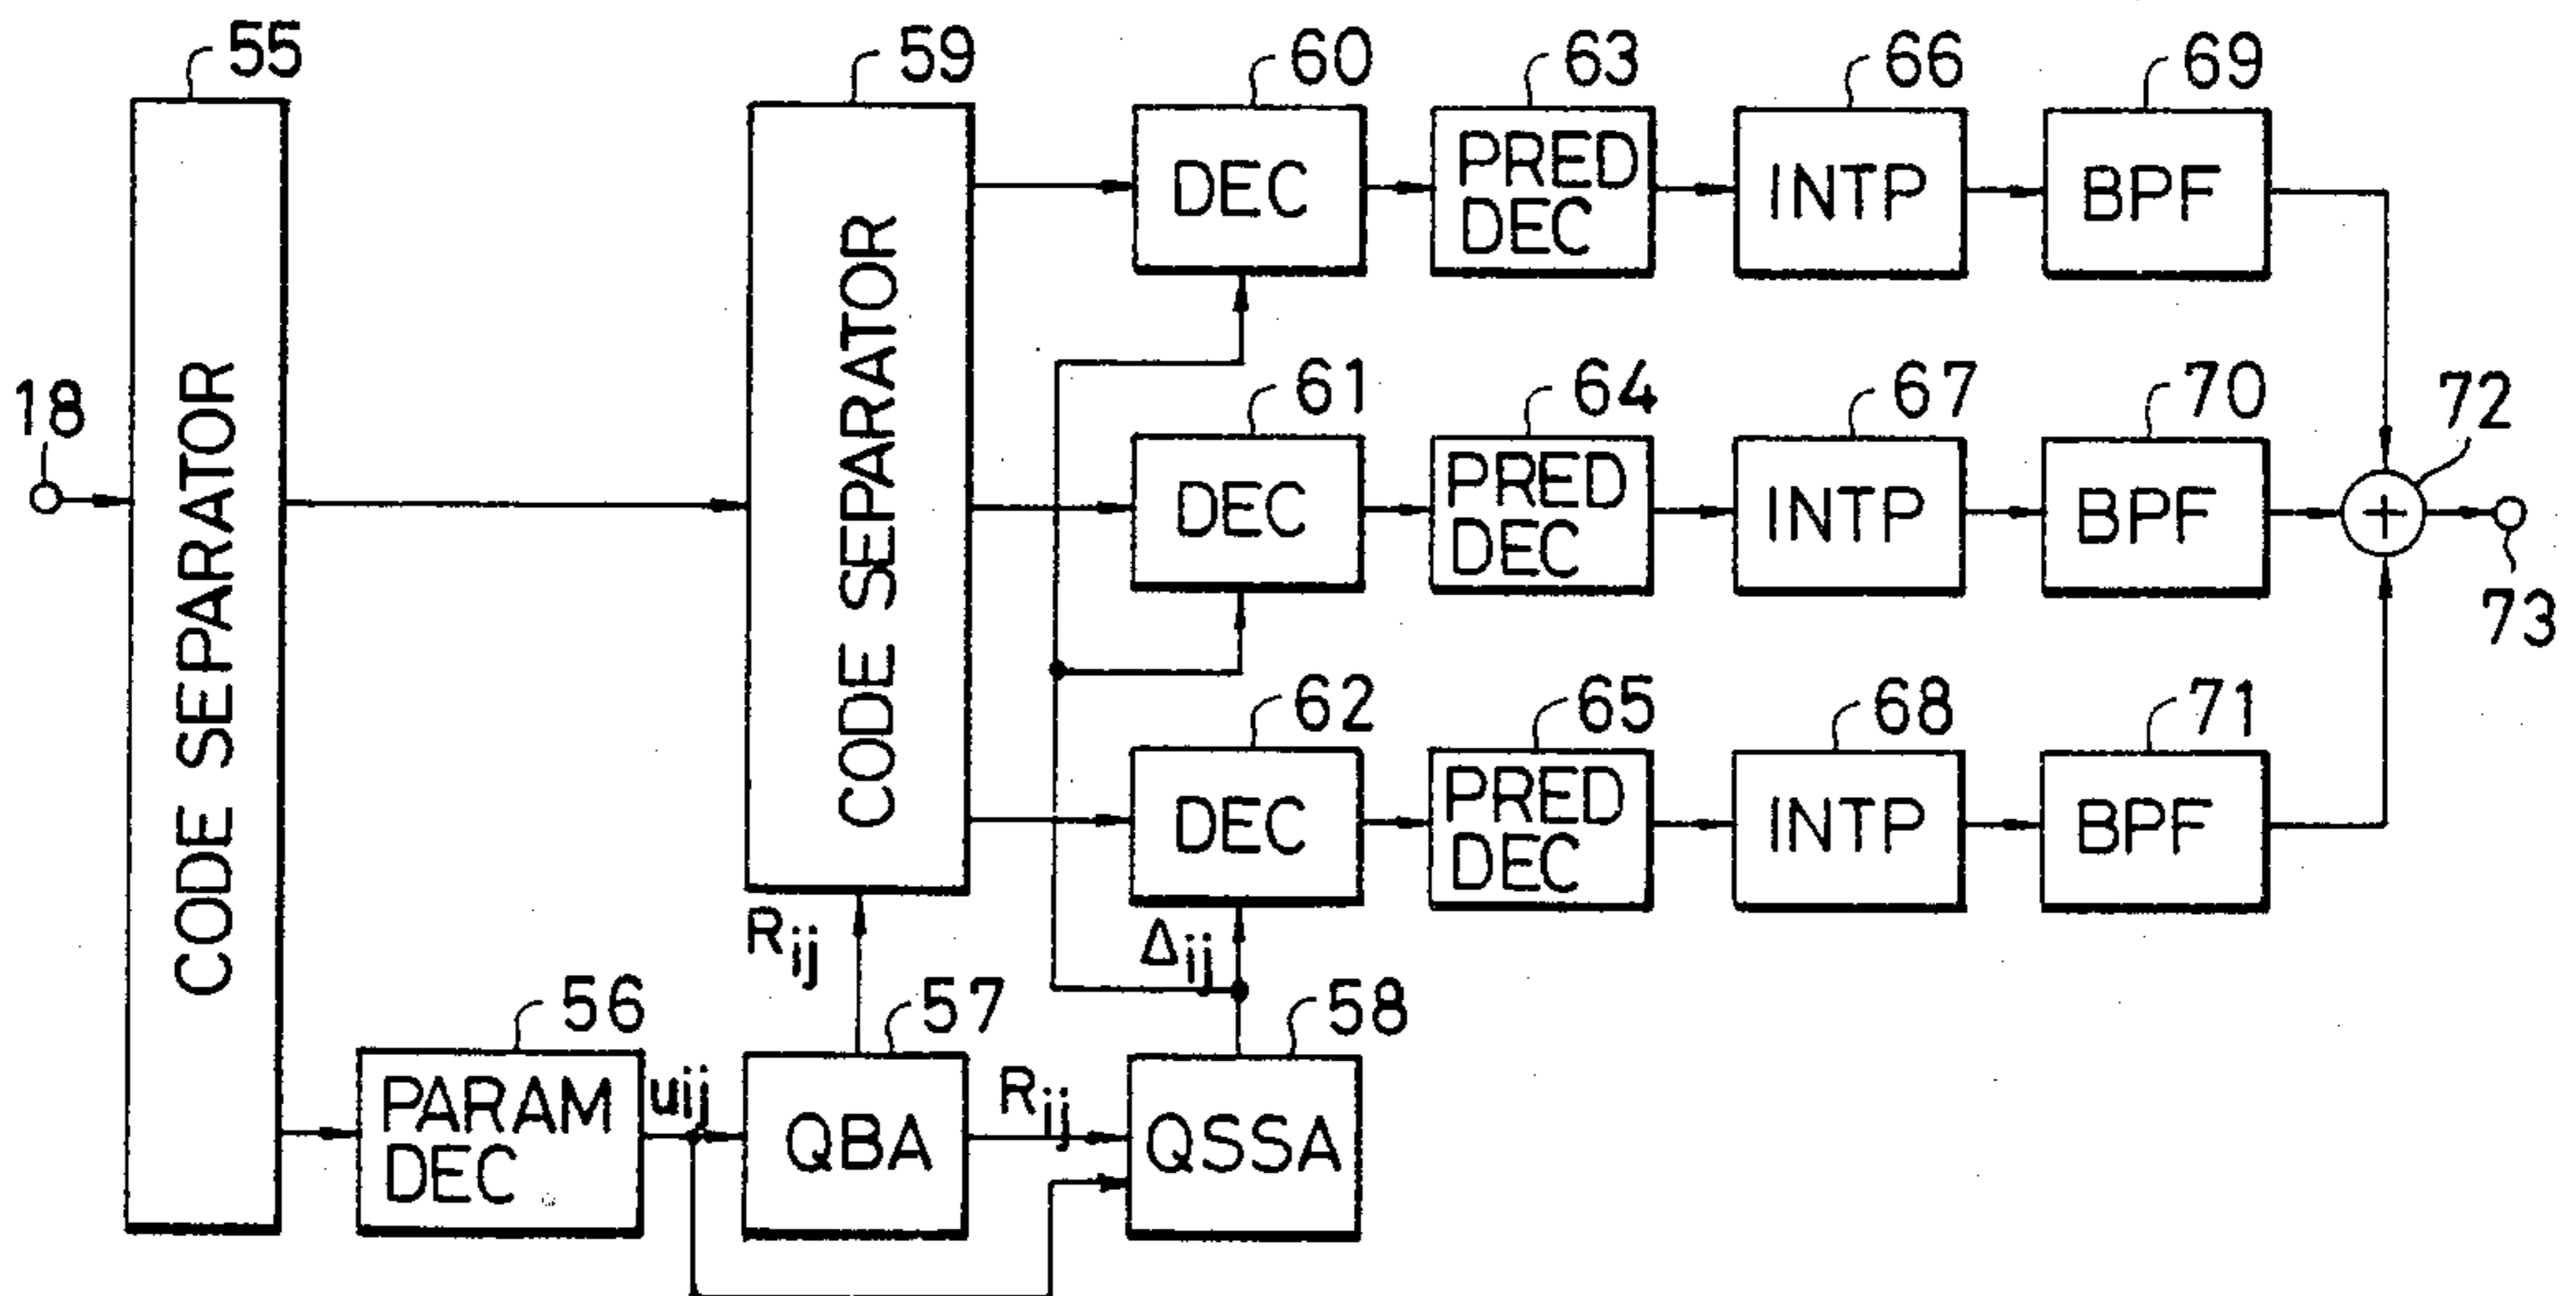 55
59
60
63
66
69
18
CODE SEPARATOR
CODE SEPARATOR
DEC
PRED
DEC
INTP
BPF
61
64
67
70
72
DEC
PRED
DEC
INTP
BPF
+
73
62
65
68
71
DEC
PRED
DEC
INTP
BPF
Rij
Δij
56
57
58
PARAM
DEC
uij
QBA
Rij
QSSA